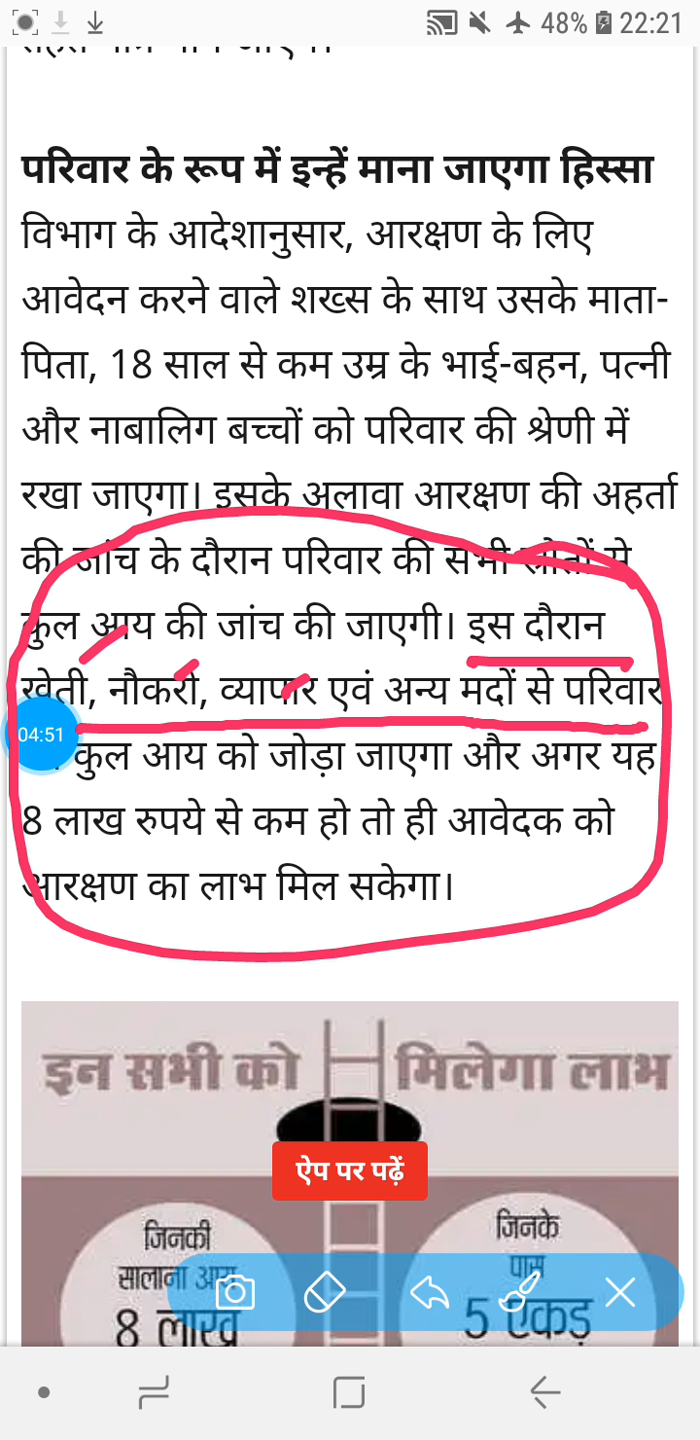 48% 22:21
परिवार के रूप में इन्हें माना जाएगा हिस्सा
विभाग के आदेशानुसार, आरक्षण के लिए
आवेदन करने वाले शख्स के साथ उसके माता-
पिता, 18 साल से कम उम्र के भाई-बहन, पत्नी
और नाबालिग बच्चों को परिवार की श्रेणी में
रखा जाएगा। इसके अलावा आरक्षण की अहर्ता
की जांच के दौरान परिवार की सभी स्रोतों से
कुल आय की जांच की जाएगी। इस दौरान
खेती, नौकरी, व्यापार एवं अन्य मदों से परिवार
04:51
कुल आय को जोड़ा जाएगा और अगर यह
8 लाख रुपये से कम हो तो ही आवेदक को
आरक्षण का लाभ मिल सकेगा।
इन सभी को मिलेगा लाभ
ऐप पर पढ़ें
जिनकी
सालाना आय
8 लाख
जिनके
पास
5 एकड़